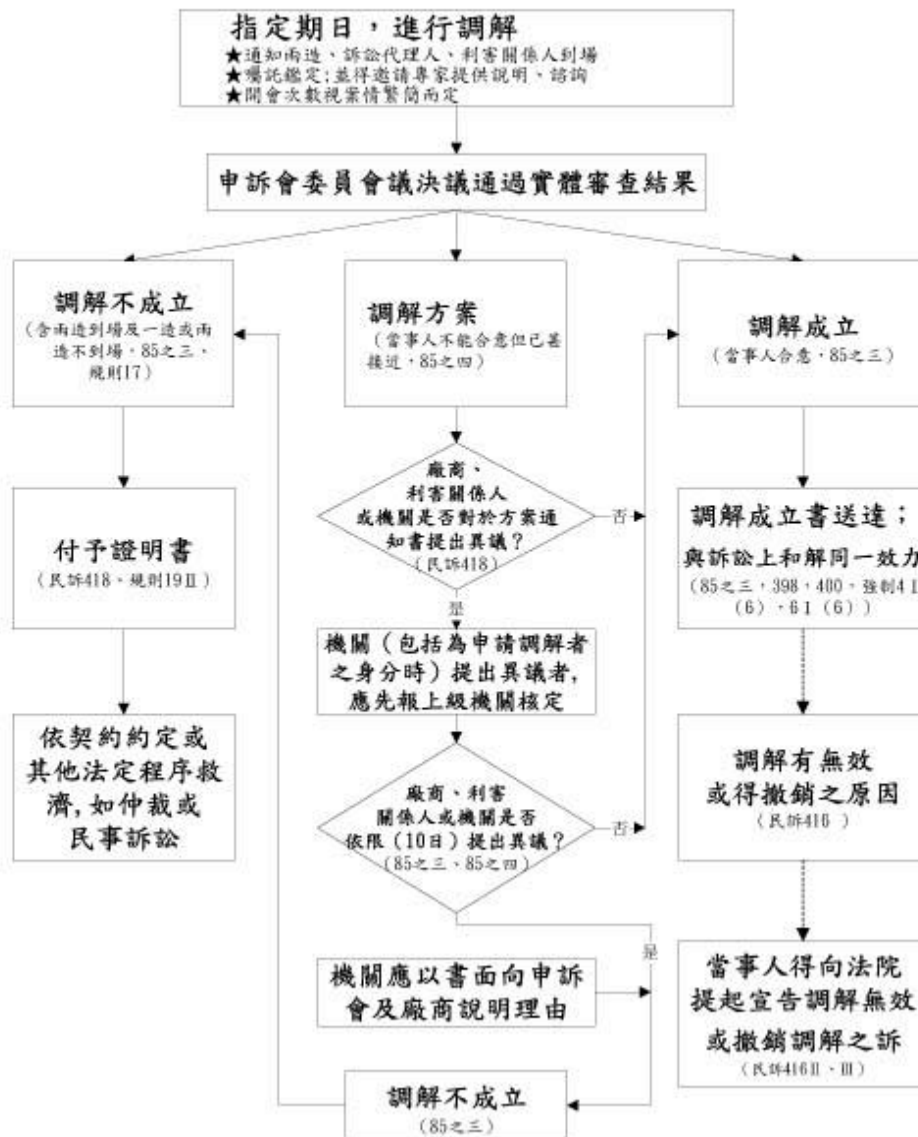 指定期日，進行調解
★通知兩造、訴訟代理人、利害關係人到場
★囑託鑑定;並得邀請專家提供說明、諮詢
★開會次數視案情繁簡而定
申訴會委員會議決議通過實體審查結果
調解不成立
（含兩造到場及一造或兩
造不到場，85之三、
規則17）
調解方案
（當事人不能合意但已甚
接近，85之四）
調解成立
（當事人合意，85之三）
廠商、
利害關係人
或機關是否對於方案通
知書提出異議？
（民訴418）
否
是
付予證明書
（民訴418、規則19Ⅱ）
調解成立書送達；
與訴訟上和解同一效力
（85之三，398，400，強制4Ⅰ
（6），6Ⅰ（6））
機關（包括為申請調解者
之身分時）提出異議者,
應先報上級機關核定
依契約約定或
其他法定程序救
濟,如仲裁或
民事訴訟
廠商、利害
關係人或機關是否
依限（10日）提出異議？
（85之三、85之四）
否
是
調解有無效
或得撤銷之原因
（民訴416 ）
機關應以書面向申訴
會及廠商說明理由
當事人得向法院
提起宣告調解無效
或撤銷調解之訴
（民訴416Ⅱ、Ⅲ）
調解不成立
（85之三）